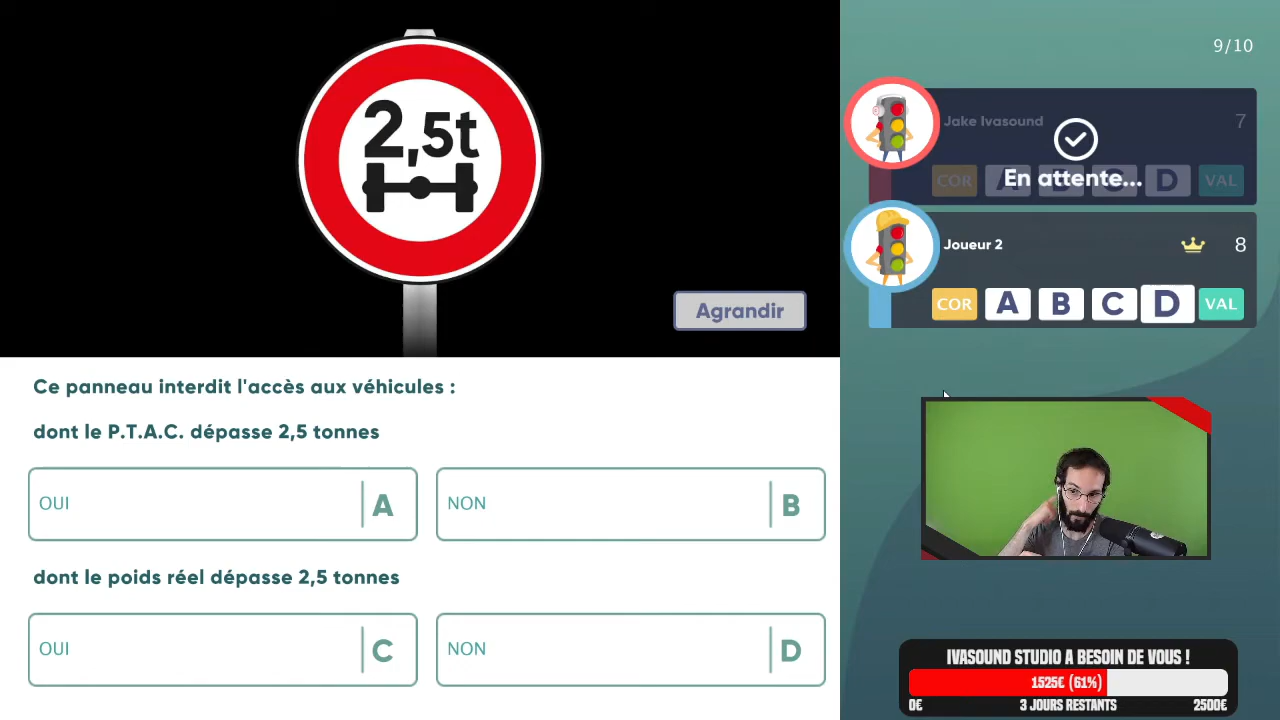 2,5t
Agrandir
Ce panneau interdit l'accès aux véhicules :
dont le P.T.A.C. dépasse 2,5 tonnes
OUI A
NON B
dont le poids réel dépasse 2,5 tonnes
OUI C
NON D
9/10
Jake Ivasound 7
En attente...
COR A B C D VAL
Joueur 2 8
COR A B C D VAL
IVASOUND STUDIO A BESOIN DE VOUS !
1525€ (61%)
0€ 3 JOURS RESTANTS 2500€